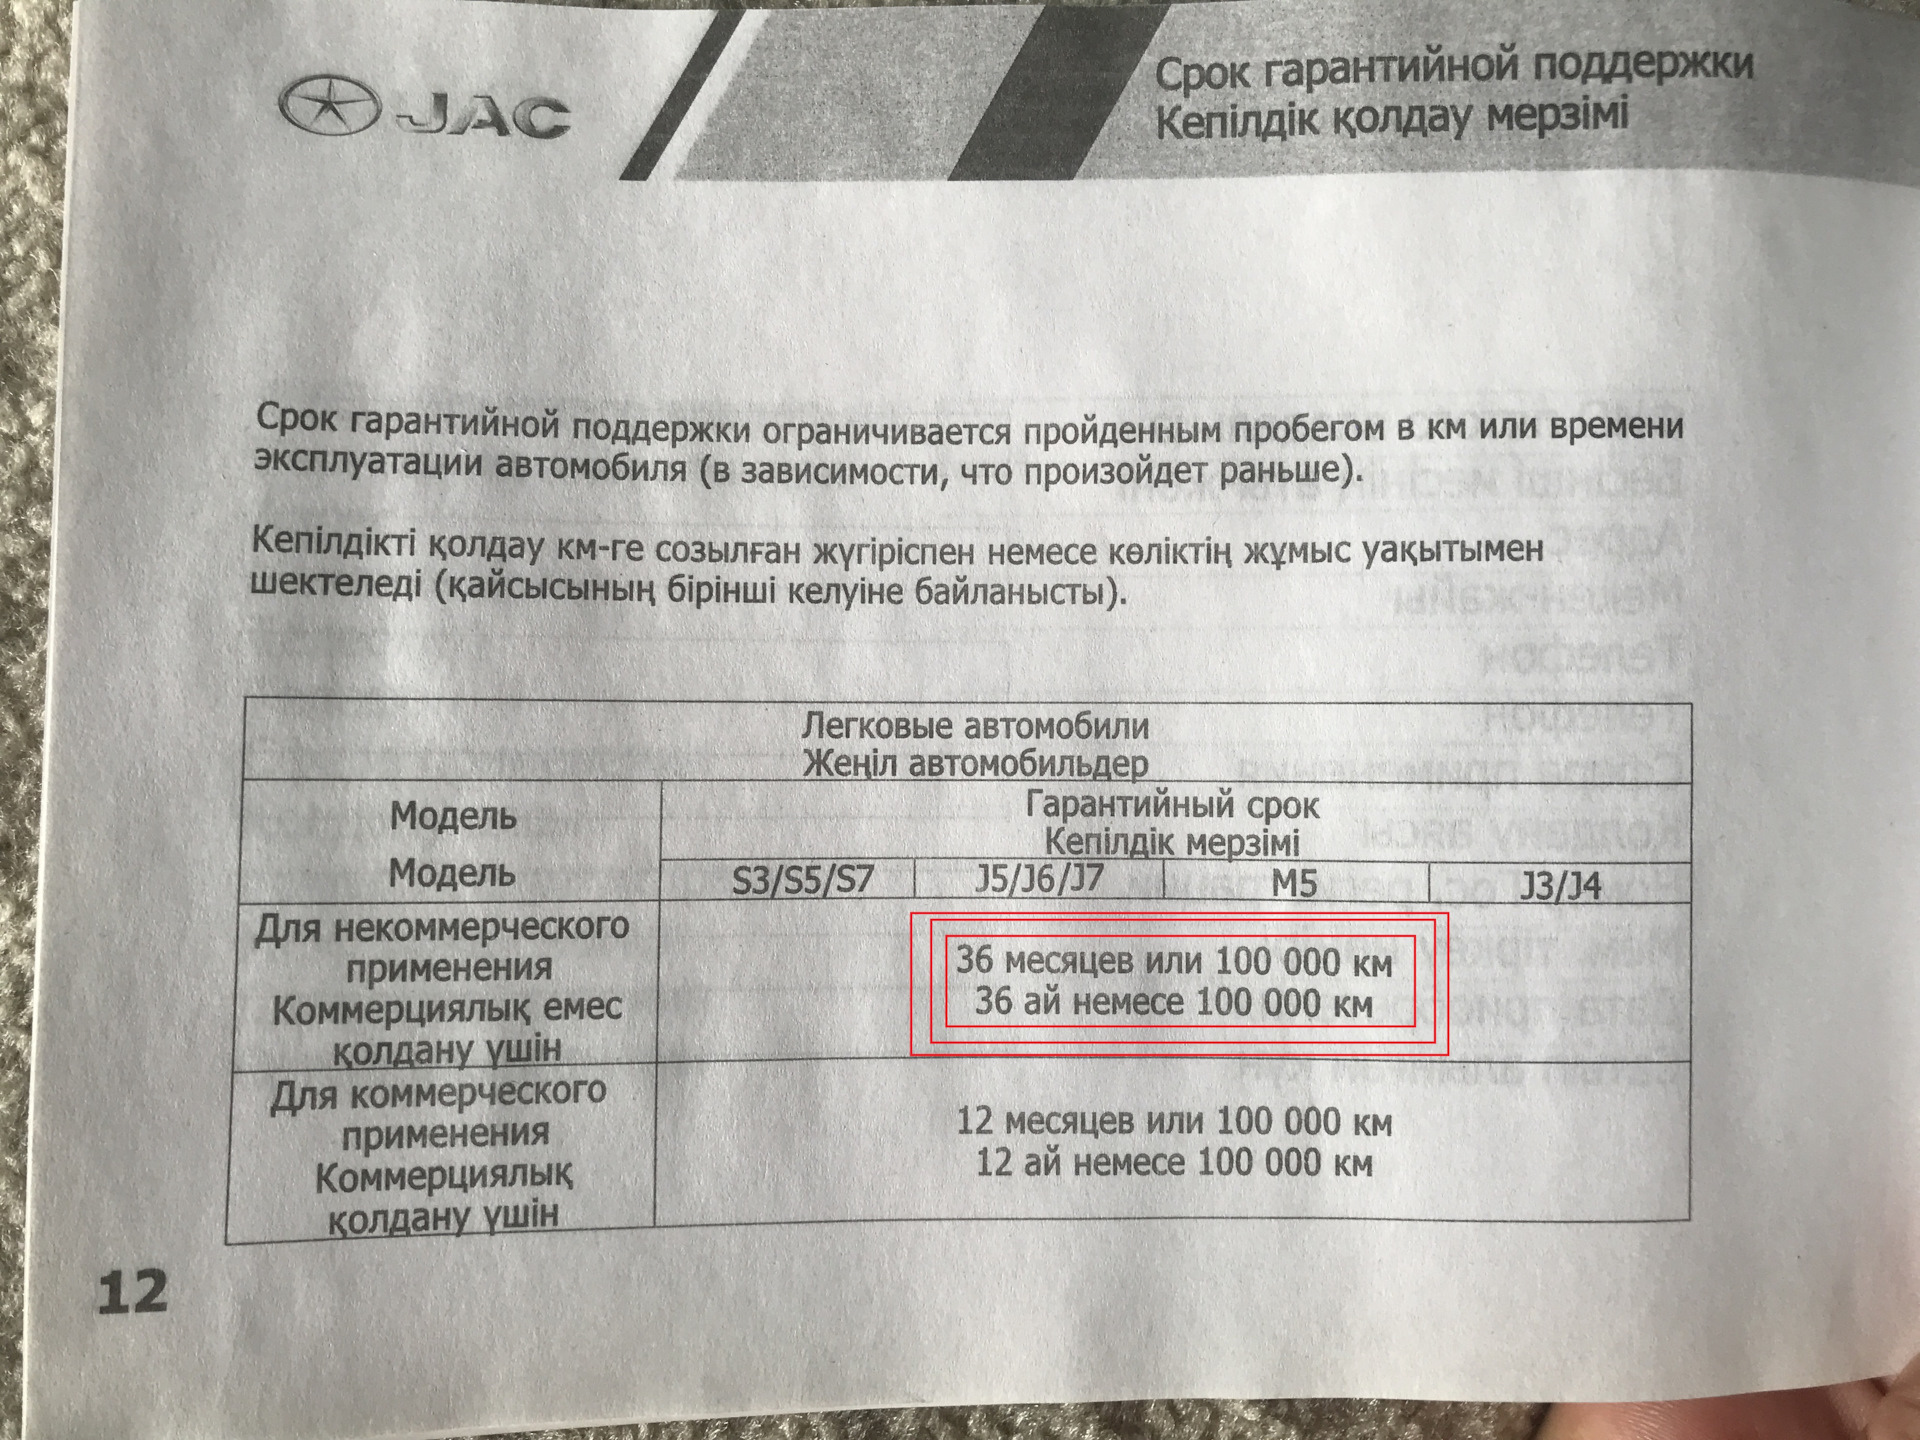 JAC
Срок гарантийной поддержки
Кепілдік қолдау мерзімі
Срок гарантийной поддержки ограничивается пройденным пробегом в км или времени
эксплуатации автомобиля (в зависимости, что произойдет раньше).
Кепілдікті қолдау км-ге созылған жүгіріспен немесе көліктің жұмыс уақытымен
шектеледі (қайсысының бірінші келуіне байланысты).
Легковые автомобили
Жеңіл автомобильдер
Модель
Модель
Гарантийный срок
Кепілдік мерзімі
S3/S5/S7 J5/J6/J7 M5 J3/J4
Для некоммерческого
применения
Коммерциялық емес
қолдану үшін
36 месяцев или 100 000 км
36 ай немесе 100 000 км
Для коммерческого
применения
Коммерциялық
қолдану үшін
12 месяцев или 100 000 км
12 ай немесе 100 000 км
12